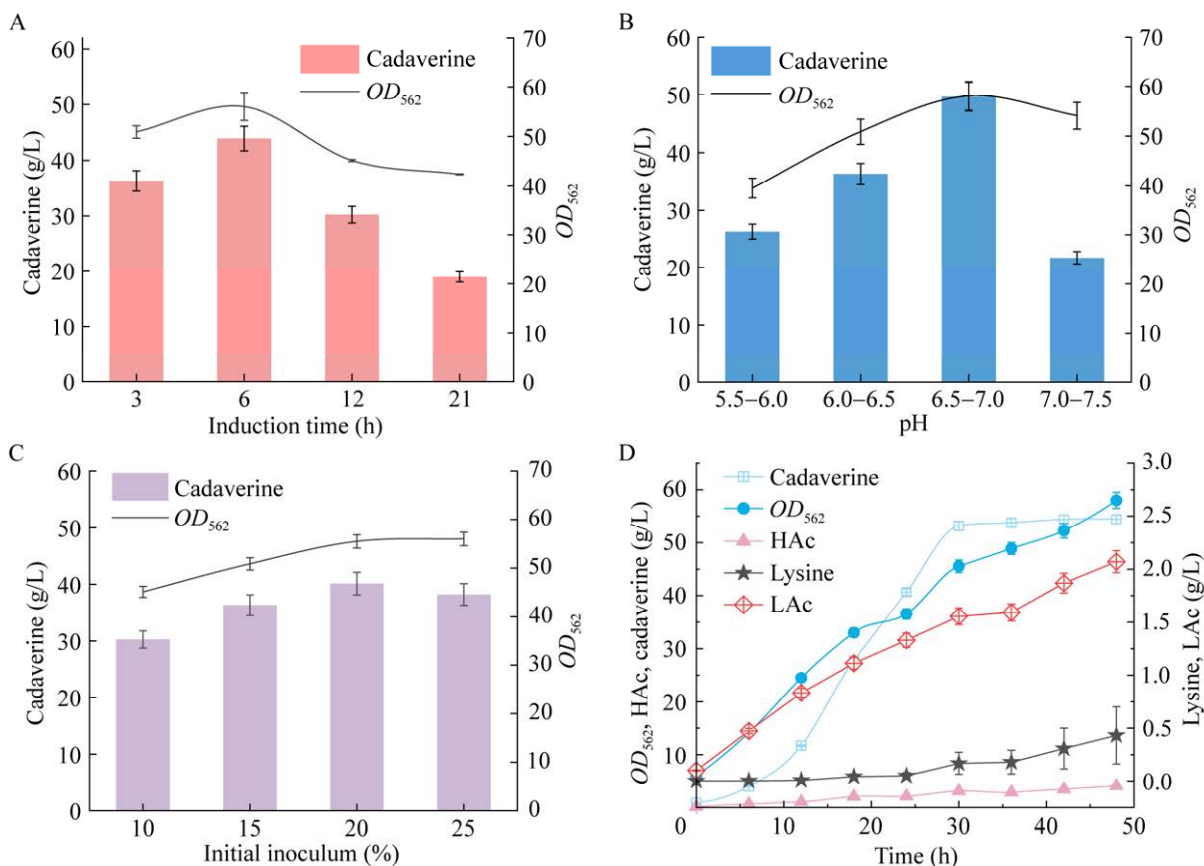 A
Cadaverine
OD562
Cadaverine (g/L)
60
50
40
30
20
10
0
70
60
50
40
30
20
10
0
OD562
3 6 12 21
Induction time (h)
B
Cadaverine
OD562
Cadaverine (g/L)
60
50
40
30
20
10
0
70
60
50
40
30
20
10
0
OD562
5.5−6.0 6.0−6.5 6.5−7.0 7.0−7.5
pH
C
Cadaverine
OD562
Cadaverine (g/L)
60
50
40
30
20
10
0
70
60
50
40
30
20
10
0
OD562
10 15 20 25
Initial inoculum (%)
D
Cadaverine
OD562
HAc
Lysine
LAc
OD562, HAc, cadaverine (g/L)
60
50
40
30
20
10
3.0
2.5
2.0
1.5
1.0
0.5
0.0
Lysine, LAc (g/L)
0 10 20 30 40 50
Time (h)